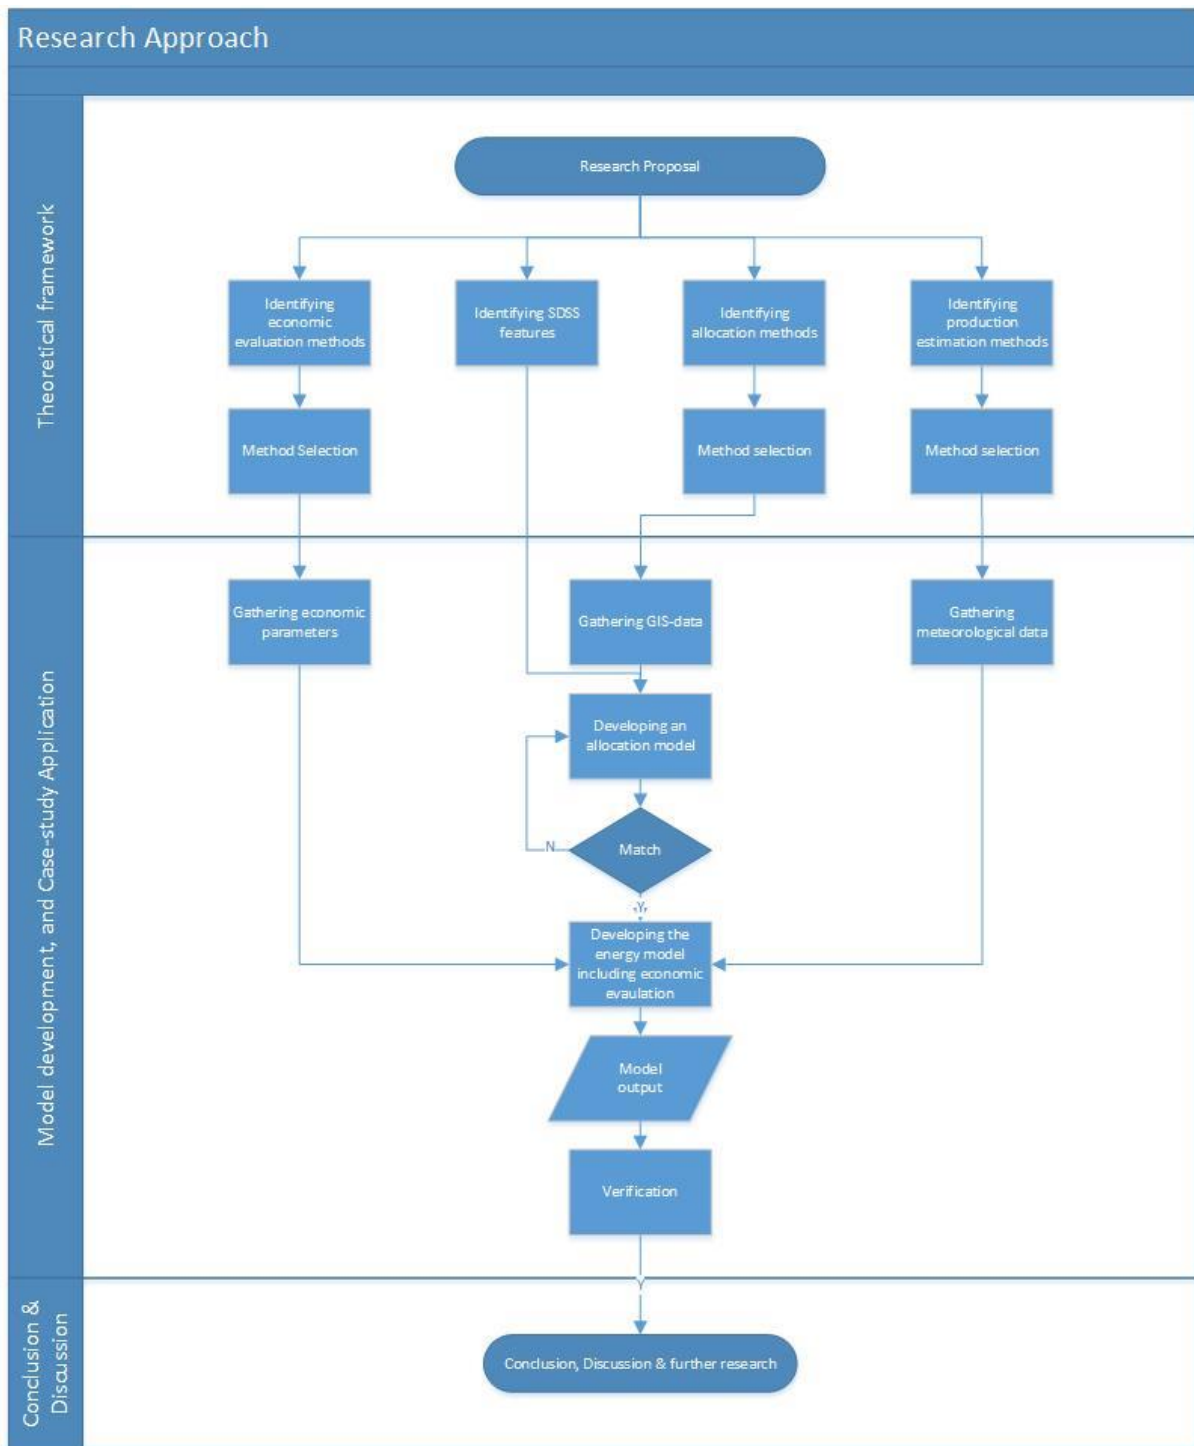 Research Approach
Theoretical framework
Research Proposal
Identifying
economic
evaluation methods
Identifying SDSS
features
Identifying
allocation methods
Identifying
production
estimation methods
Method Selection
Method selection
Method selection
Model development, and Case-study Application
Gathering economic
parameters
Gathering GIS-data
Gathering
meteorological data
Developing an
allocation model
N
Match
Y
Developing the
energy model
including economic
evaulation
Model
output
Verification
Y
Conclusion &
Discussion
Conclusion, Discussion & further research